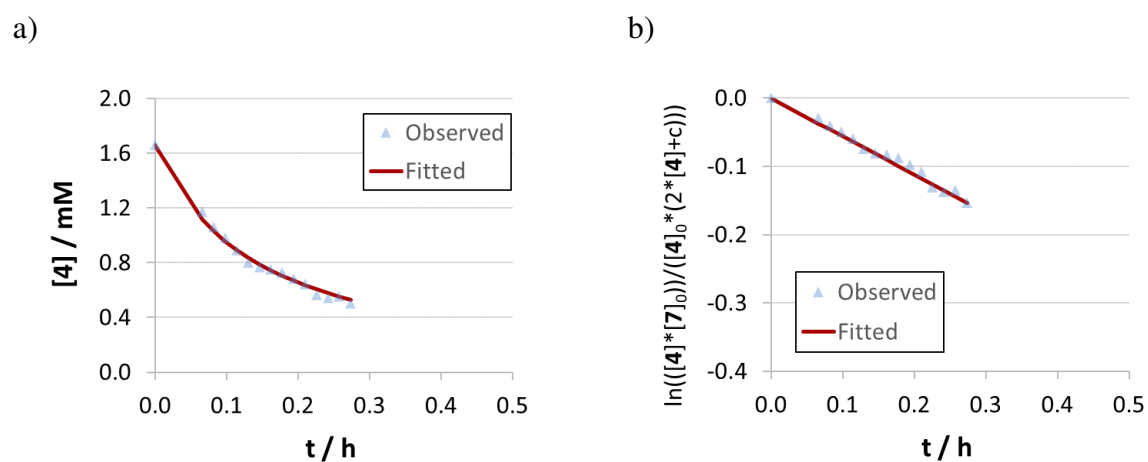 a)
2.0
1.6
1.2
0.8
0.4
0.0
[4] / mM
Observed
Fitted
0.0 0.1 0.2 0.3 0.4 0.5
t / h
b)
0.0
-0.1
-0.2
-0.3
-0.4
ln(([4]*[7]₀))/([4]₀*(2*[4]+c)))
Observed
Fitted
0.0 0.1 0.2 0.3 0.4 0.5
t / h